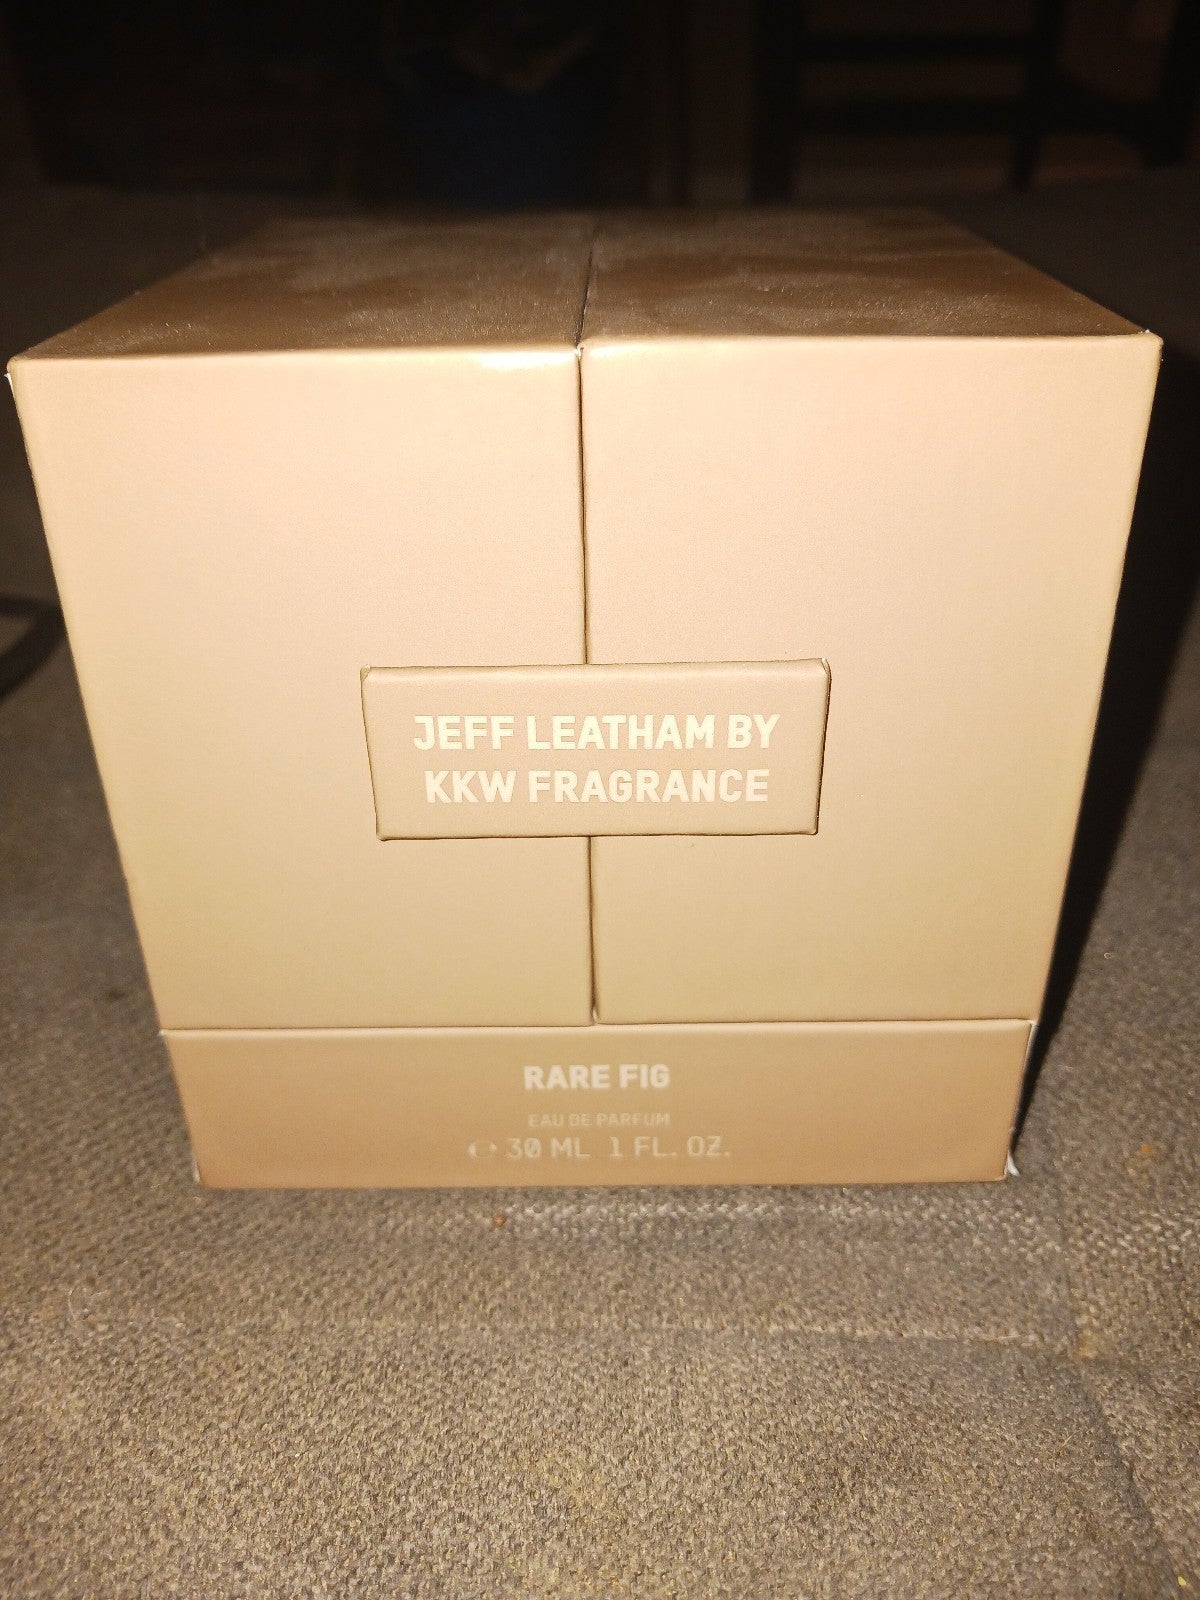 JEFF LEATHAM BY
KKW FRAGRANCE
RARE FIG
EAU DE PARFUM
℮ 30 ML 1 FL. OZ.